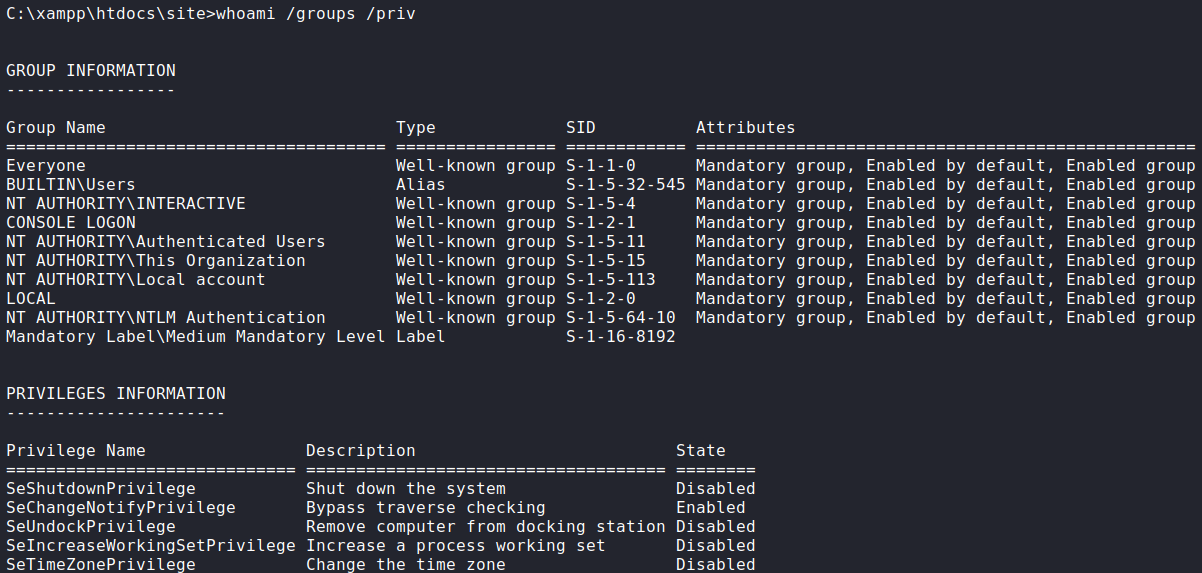 C:\xampp\htdocs\site>whoami /groups /priv
GROUP INFORMATION
-----------------
Group Name                             Type             SID          Attributes
====================================== ================ ============ ==================================================
Everyone                               Well-known group S-1-1-0      Mandatory group, Enabled by default, Enabled group
BUILTIN\Users                          Alias            S-1-5-32-545 Mandatory group, Enabled by default, Enabled group
NT AUTHORITY\INTERACTIVE               Well-known group S-1-5-4      Mandatory group, Enabled by default, Enabled group
CONSOLE LOGON                          Well-known group S-1-2-1      Mandatory group, Enabled by default, Enabled group
NT AUTHORITY\Authenticated Users       Well-known group S-1-5-11     Mandatory group, Enabled by default, Enabled group
NT AUTHORITY\This Organization         Well-known group S-1-5-15     Mandatory group, Enabled by default, Enabled group
NT AUTHORITY\Local account             Well-known group S-1-5-113    Mandatory group, Enabled by default, Enabled group
LOCAL                                  Well-known group S-1-2-0      Mandatory group, Enabled by default, Enabled group
NT AUTHORITY\NTLM Authentication       Well-known group S-1-5-64-10  Mandatory group, Enabled by default, Enabled group
Mandatory Label\Medium Mandatory Level Label            S-1-16-8192
PRIVILEGES INFORMATION
----------------------
Privilege Name                Description                          State
============================= ==================================== ========
SeShutdownPrivilege           Shut down the system                 Disabled
SeChangeNotifyPrivilege       Bypass traverse checking             Enabled
SeUndockPrivilege             Remove computer from docking station Disabled
SeIncreaseWorkingSetPrivilege Increase a process working set       Disabled
SeTimeZonePrivilege           Change the time zone                 Disabled